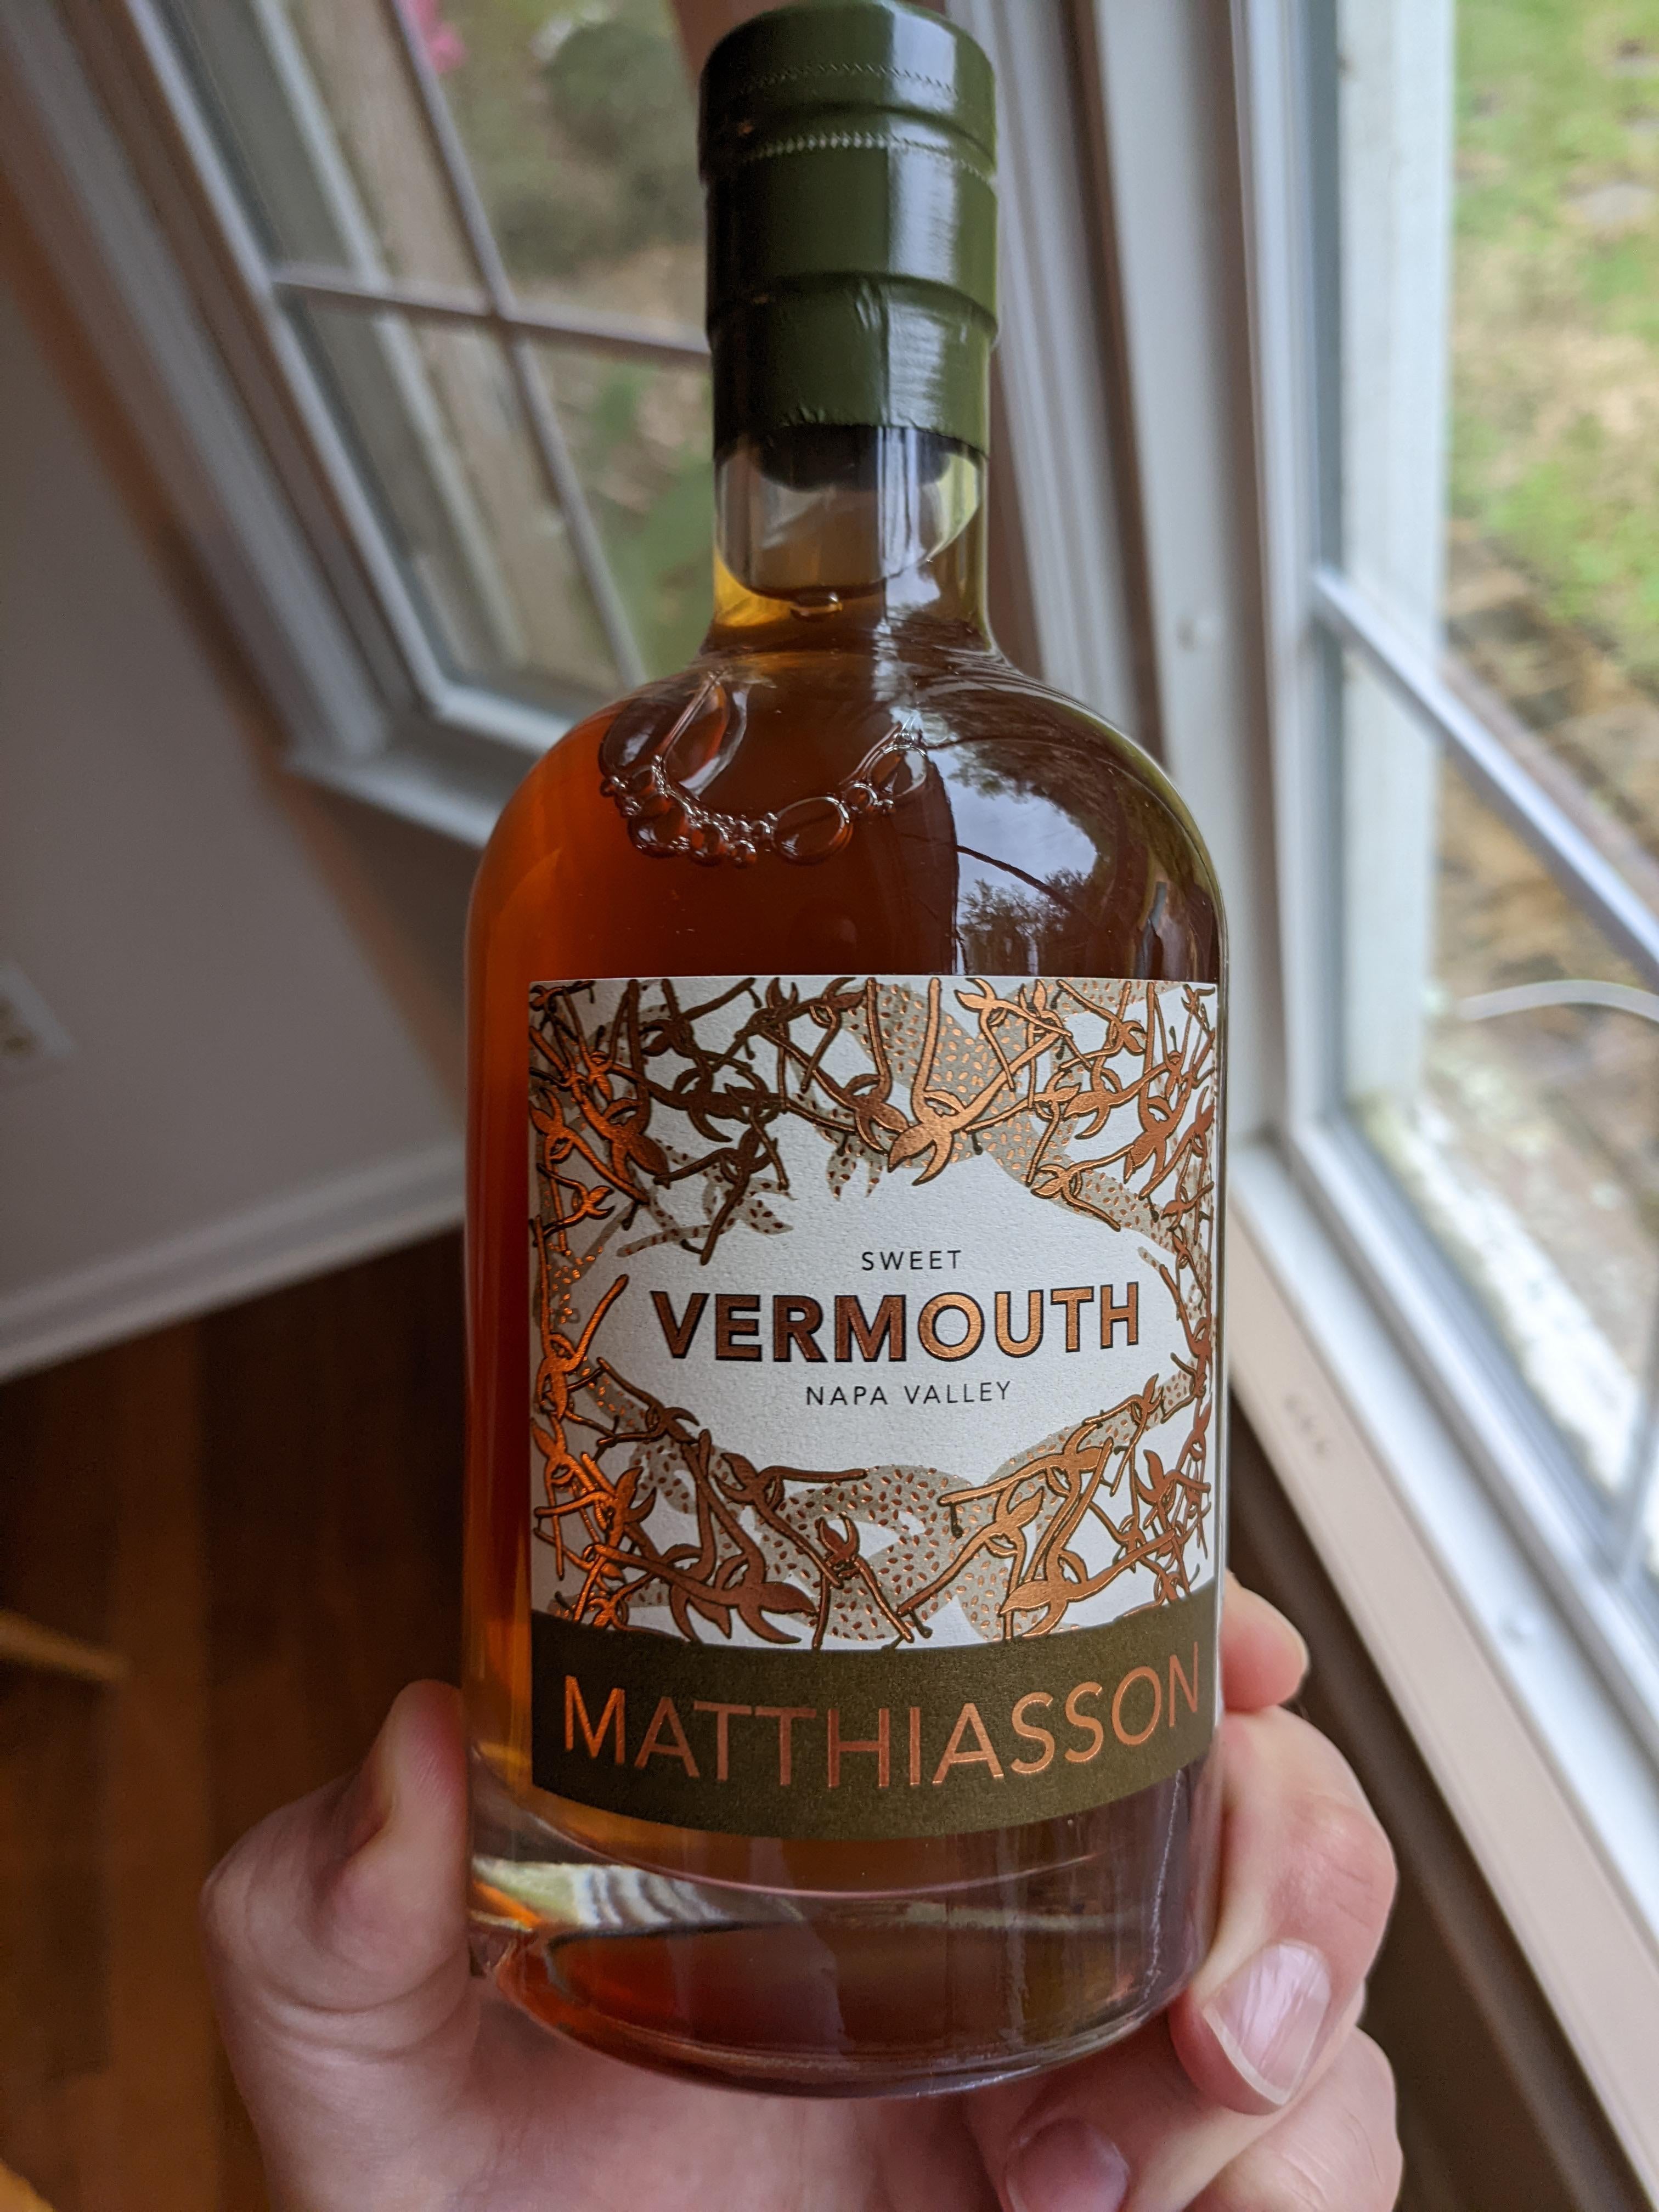 SWEET
VERMOUTH
NAPA VALLEY
MATTHIASSON